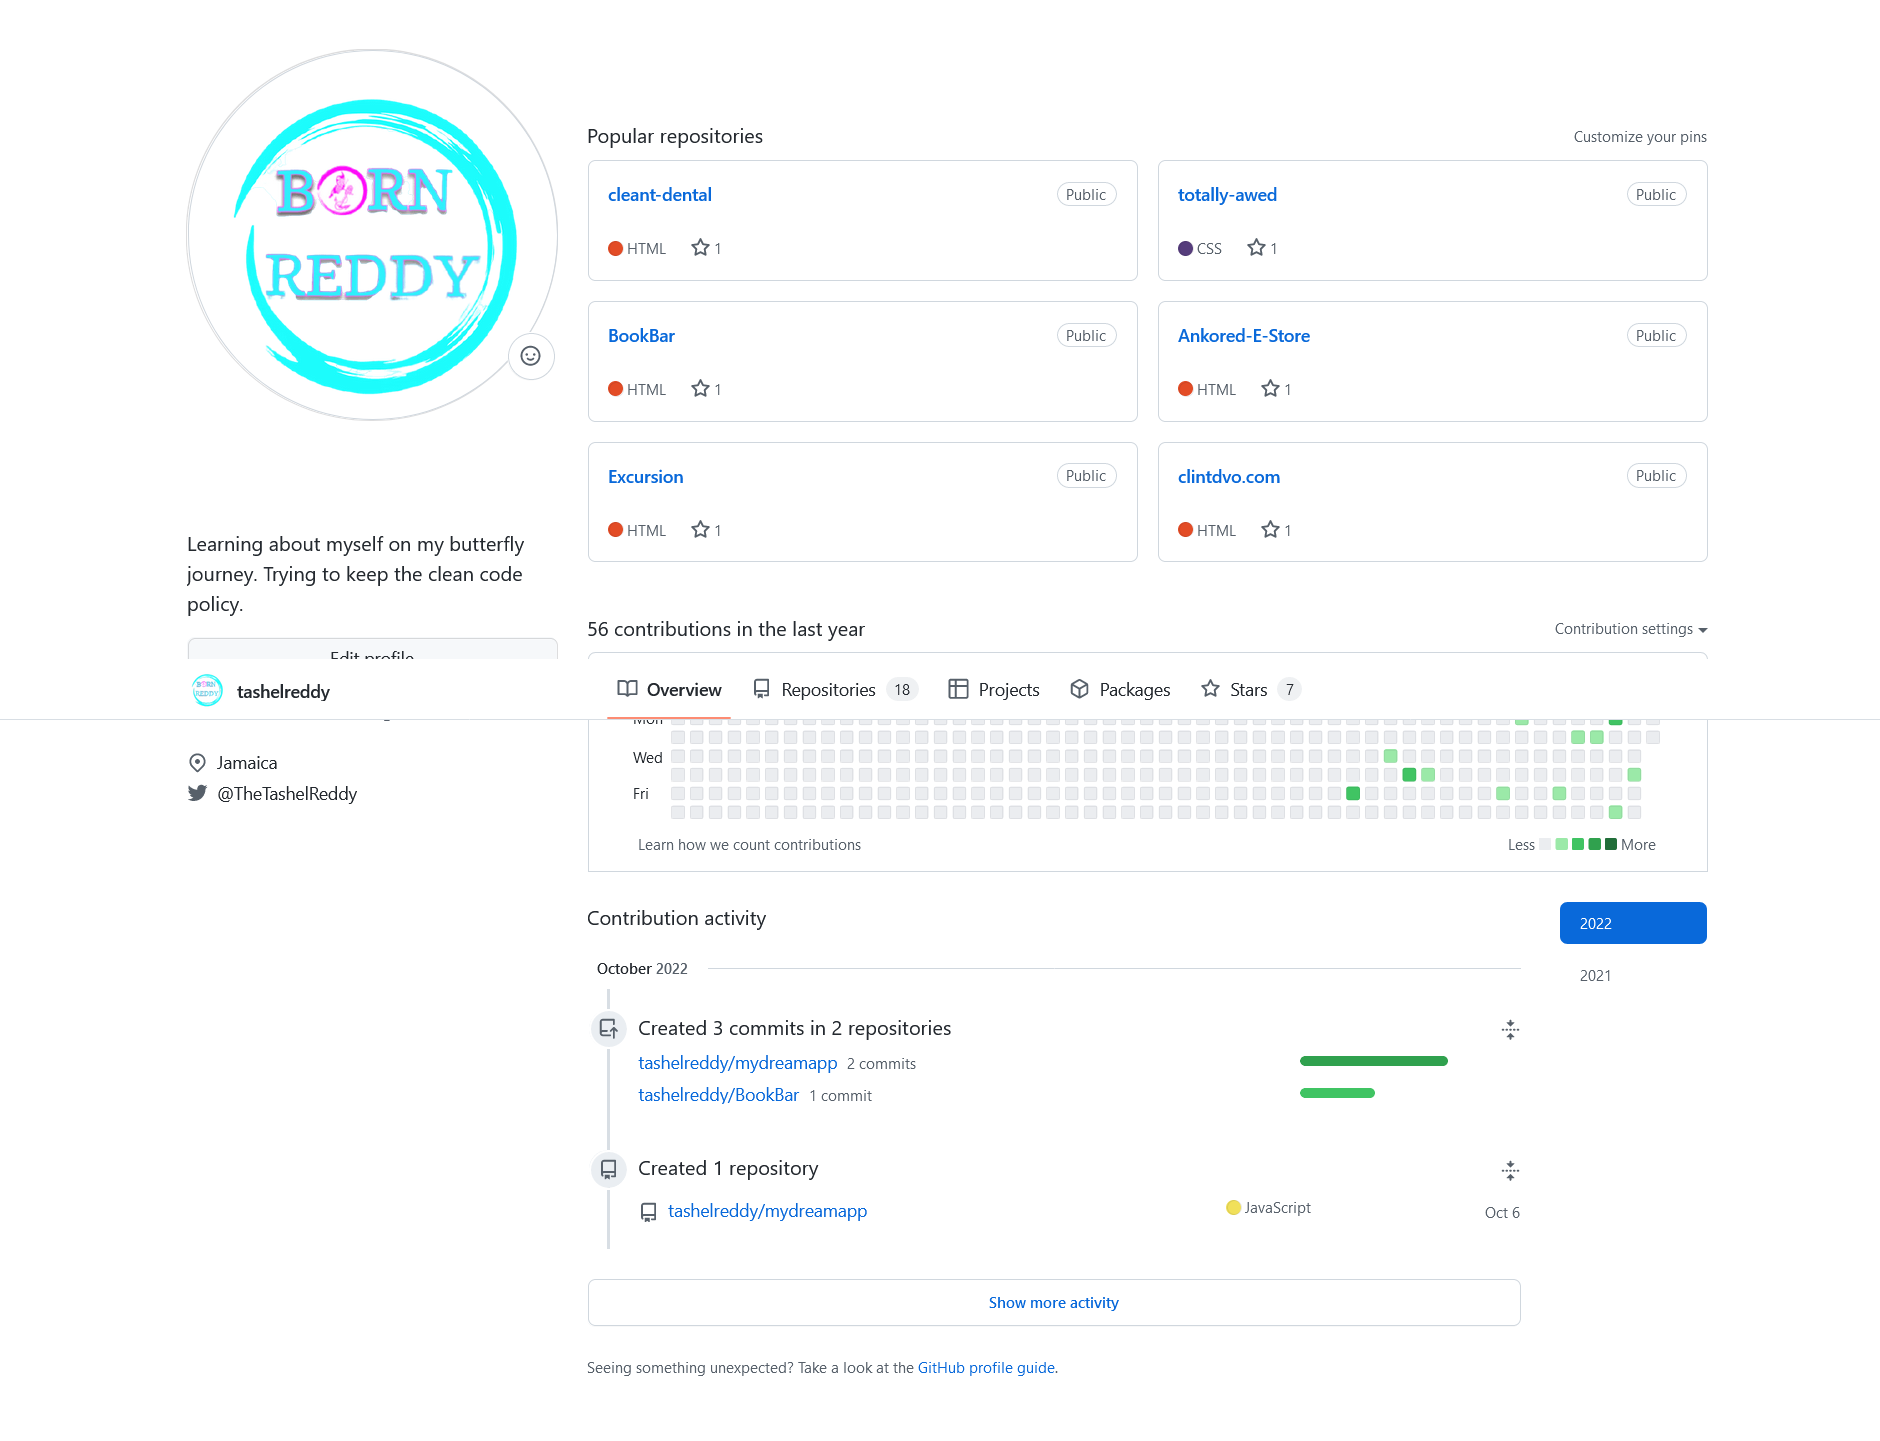 BORN
REDDY
Learning about myself on my butterfly
journey. Trying to keep the clean code
policy.
Edit profile
Popular repositories
Customize your pins
cleant-dental
Public
HTML
1
totally-awed
Public
CSS
1
BookBar
Public
HTML
1
Ankored-E-Store
Public
HTML
1
Excursion
Public
HTML
1
clintdvo.com
Public
HTML
1
56 contributions in the last year
Contribution settings
BORN
REDDY
tashelreddy
Overview
Repositories 18
Projects
Packages
Stars 7
Jamaica
@TheTashelReddy
Mon
Wed
Fri
Learn how we count contributions
Less
More
Contribution activity
2022
2021
October 2022
Created 3 commits in 2 repositories
tashelreddy/mydreamapp 2 commits
tashelreddy/BookBar 1 commit
Created 1 repository
tashelreddy/mydreamapp
JavaScript
Oct 6
Show more activity
Seeing something unexpected? Take a look at the GitHub profile guide.